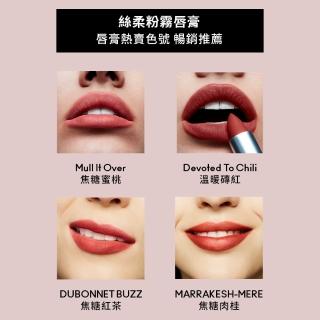 絲柔粉霧唇膏
唇膏熱賣色號 暢銷推薦
Mull It Over
焦糖蜜桃
Devoted To Chili
溫暖磚紅
DUBONNET BUZZ
焦糖紅茶
MARRAKESH-MERE
焦糖肉桂